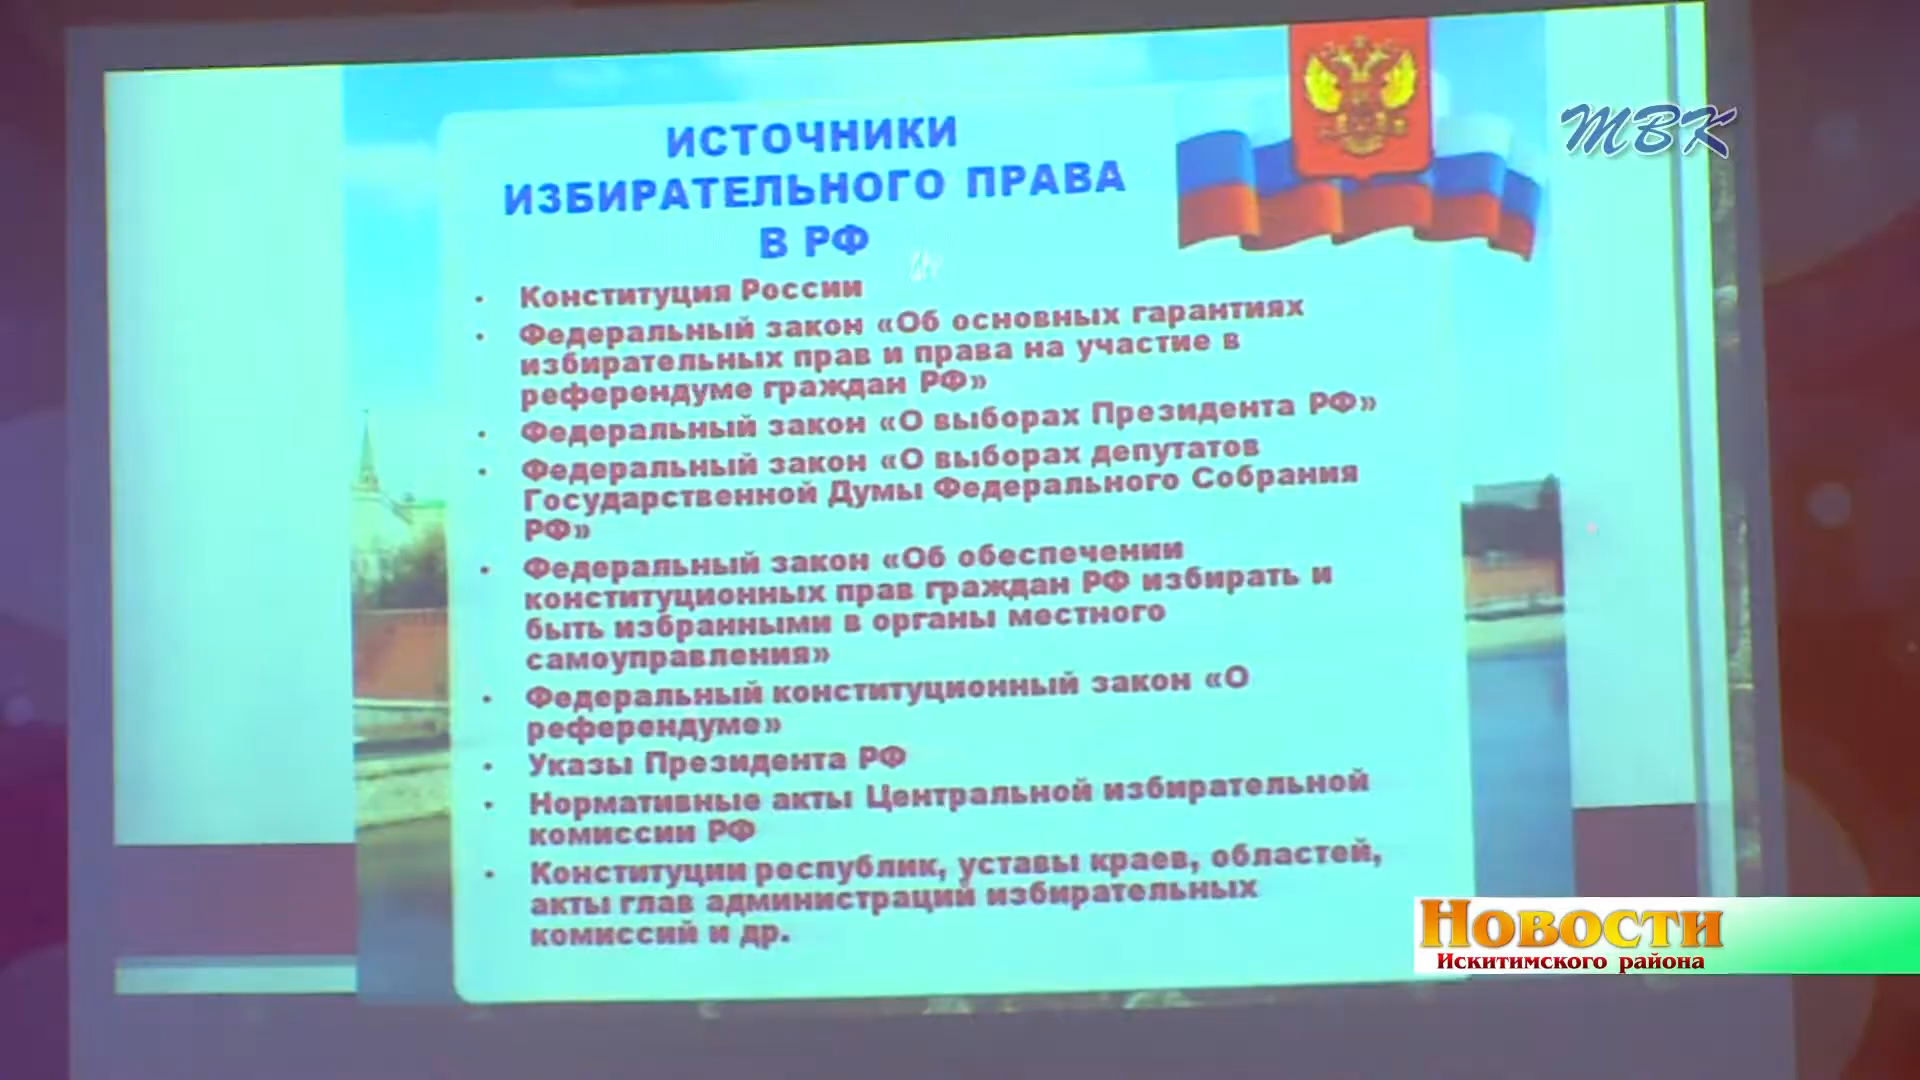 ИСТОЧНИКИ
ИЗБИРАТЕЛЬНОГО ПРАВА
В РФ
ТВК
• Конституция России
• Федеральный закон «Об основных гарантиях
избирательных прав и права на участие в
референдуме граждан РФ»
• Федеральный закон «О выборах Президента РФ»
• Федеральный закон «О выборах депутатов
Государственной Думы Федерального Собрания
РФ»
• Федеральный закон «Об обеспечении
конституционных прав граждан РФ избирать и
быть избранными в органы местного
самоуправления»
• Федеральный конституционный закон «О
референдуме»
• Указы Президента РФ
• Нормативные акты Центральной избирательной
комиссии РФ
• Конституции республик, уставы краев, областей,
акты глав администраций избирательных
комиссий и др.
Новости
Искитимского района